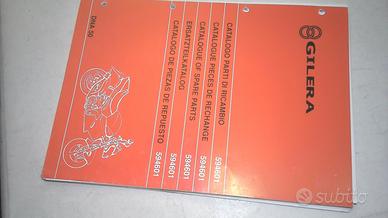 GILERA
CATALOGO PARTI DI RICAMBIO 594601
CATALOGUE PIECES DE RECHANGE 594601
CATALOGUE OF SPARE PARTS 594601
ERSATZTEILKATALOG 594601
CATALOGO DE PIEZAS DE REPUESTO 594601
DNA 50
subito